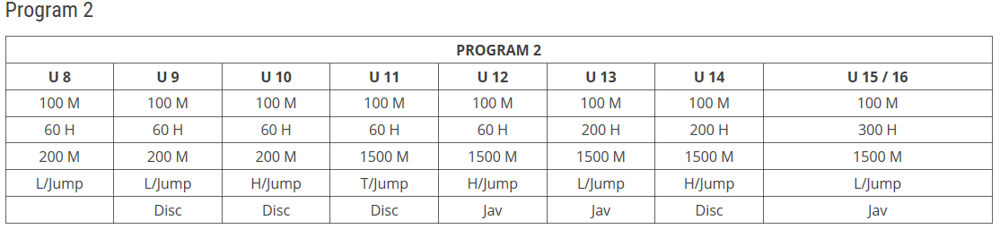 Program 2
PROGRAM 2
U 8 U 9 U 10 U 11 U 12 U 13 U 14 U 15 / 16
100 M 100 M 100 M 100 M 100 M 100 M 100 M 100 M
60 H 60 H 60 H 60 H 60 H 200 H 200 H 300 H
200 M 200 M 200 M 1500 M 1500 M 1500 M 1500 M 1500 M
L/Jump L/Jump H/Jump T/Jump H/Jump L/Jump H/Jump L/Jump
Disc Disc Disc Jav Jav Disc Jav